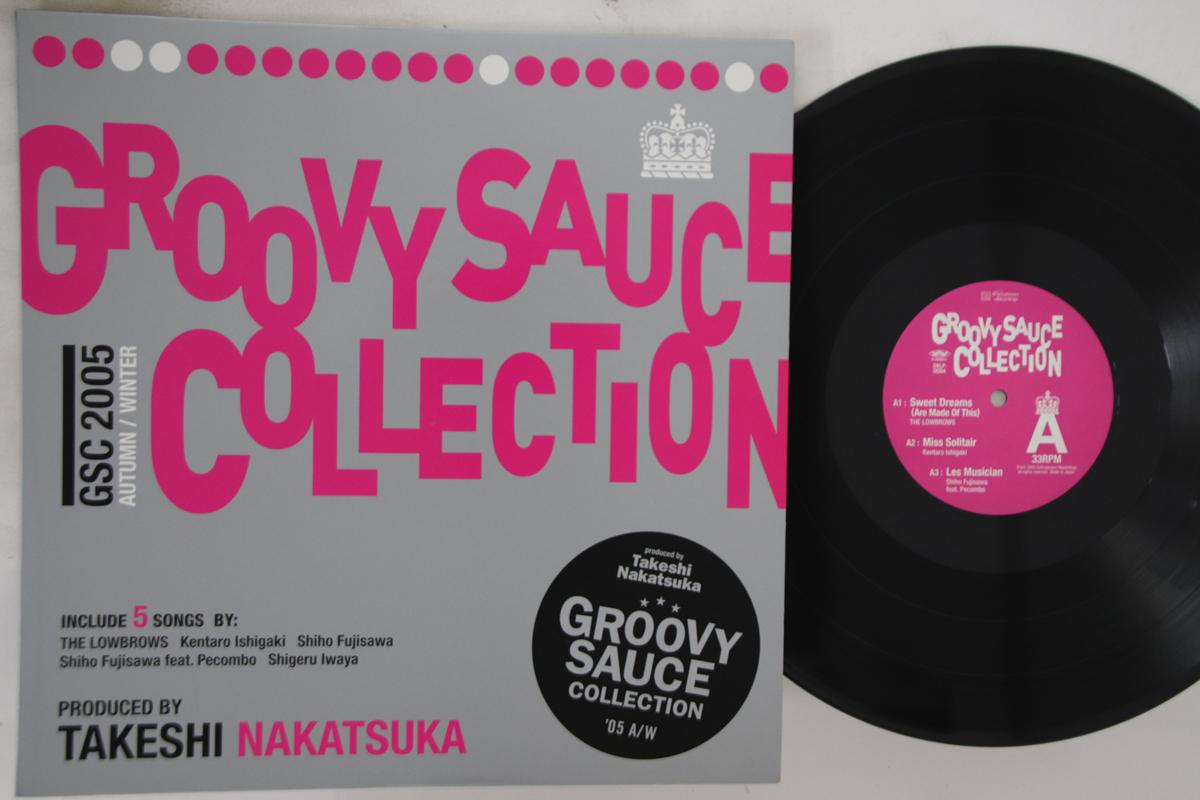 GROOVY SAUCE
COLLECTION
GSC 2005
AUTUMN / WINTER
INCLUDE 5 SONGS BY:
THE LOWBROWS Kentaro Ishigaki Shiho Fujisawa
Shiho Fujisawa feat. Pecombo Shigeru Iwaya
PRODUCED BY
TAKESHI NAKATSUKA
produced by
Takeshi
Nakatsuka
GROOVY
SAUCE
COLLECTION
'05 A/W
GROOVY SAUCE
COLLECTION
A1: Sweet Dreams
(Are Made Of This)
THE LOWBROWS
A2: Miss Solitair
Kentaro Ishigaki
A3: Les Musician
Shiho Fujisawa
feat. Pecombo
A
33RPM